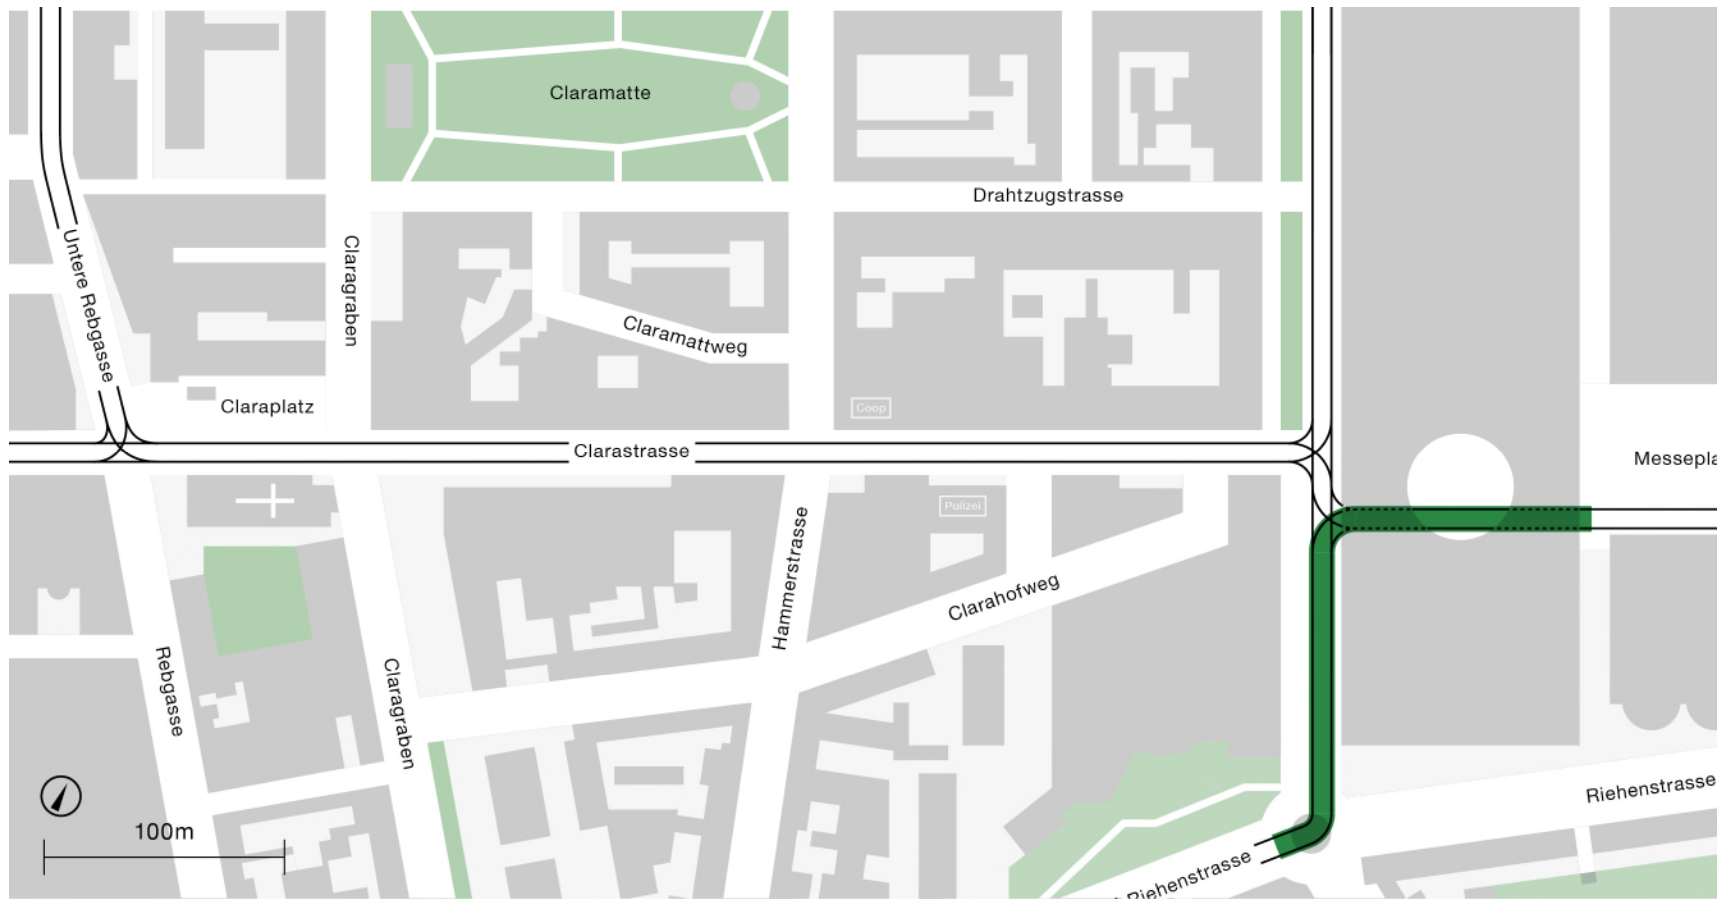 Claramatte
Drahtzugstrasse
Untere Rebgasse
Claragraben
Claramattweg
Claraplatz
Coop
Clarastrasse
Messepla
Polizei
Hammerstrasse
Clarahofweg
Rebgasse
Claragraben
Riehenstrasse
100m
Riehenstrasse